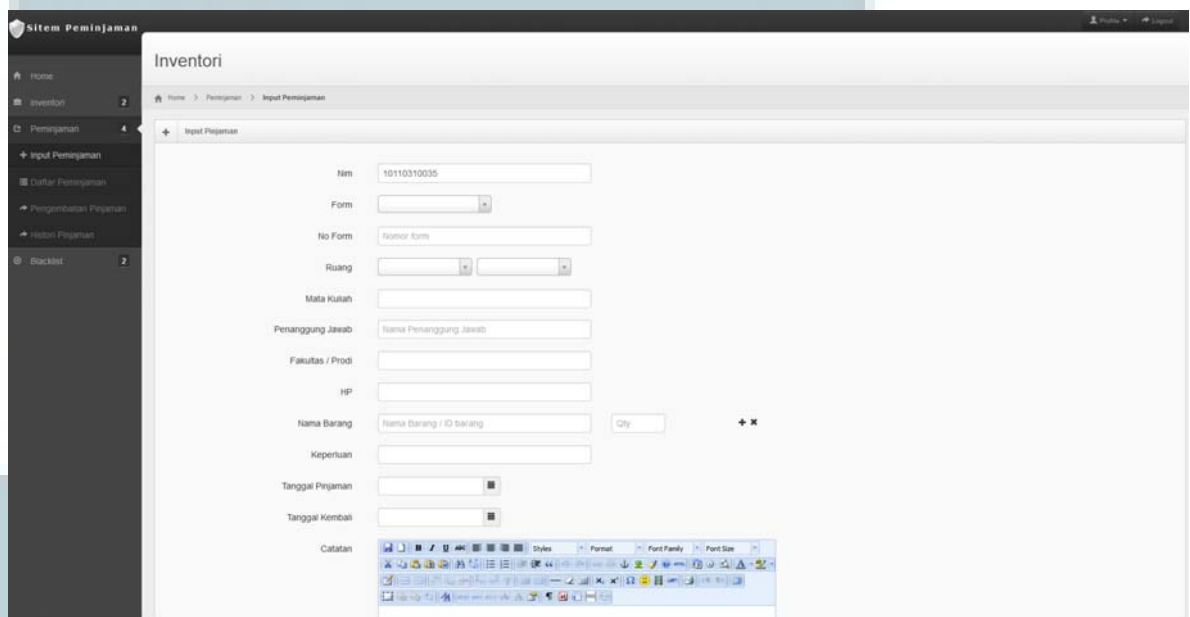 Sitem Peminjaman
Profile
Logout
Inventori
Home
Inventori 2
Peminjaman 4
Input Peminjaman
Daftar Peminjaman
Pengembalian Pinjaman
Histori Pinjaman
Blacklist 2
Home > Peminjaman > Input Peminjaman
Input Pinjaman
Nim 10110310035
Form
No Form Nomor form
Ruang
Mata Kuliah
Penanggung Jawab Nama Penanggung Jawab
Fakultas / Prodi
HP
Nama Barang Nama Barang / ID barang Qty
Keperluan
Tanggal Pinjaman
Tanggal Kembali
Catatan
B I U ABC Styles Format Font Family Font Size